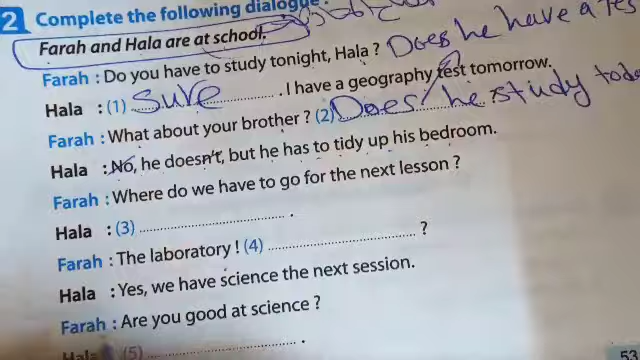 2 Complete the following dialogue:
Farah and Hala are at school.
Does he have a tes
Farah : Do you have to study tonight, Hala ?
Hala : (1) Sure . I have a geography test tomorrow.
Farah : What about your brother ? (2) Does he study toda
Hala : No, he doesn't, but he has to tidy up his bedroom.
Farah : Where do we have to go for the next lesson ?
Hala : (3) .
Farah : The laboratory ! (4) ?
Hala : Yes, we have science the next session.
Farah : Are you good at science ?
Hala : (5) .
53